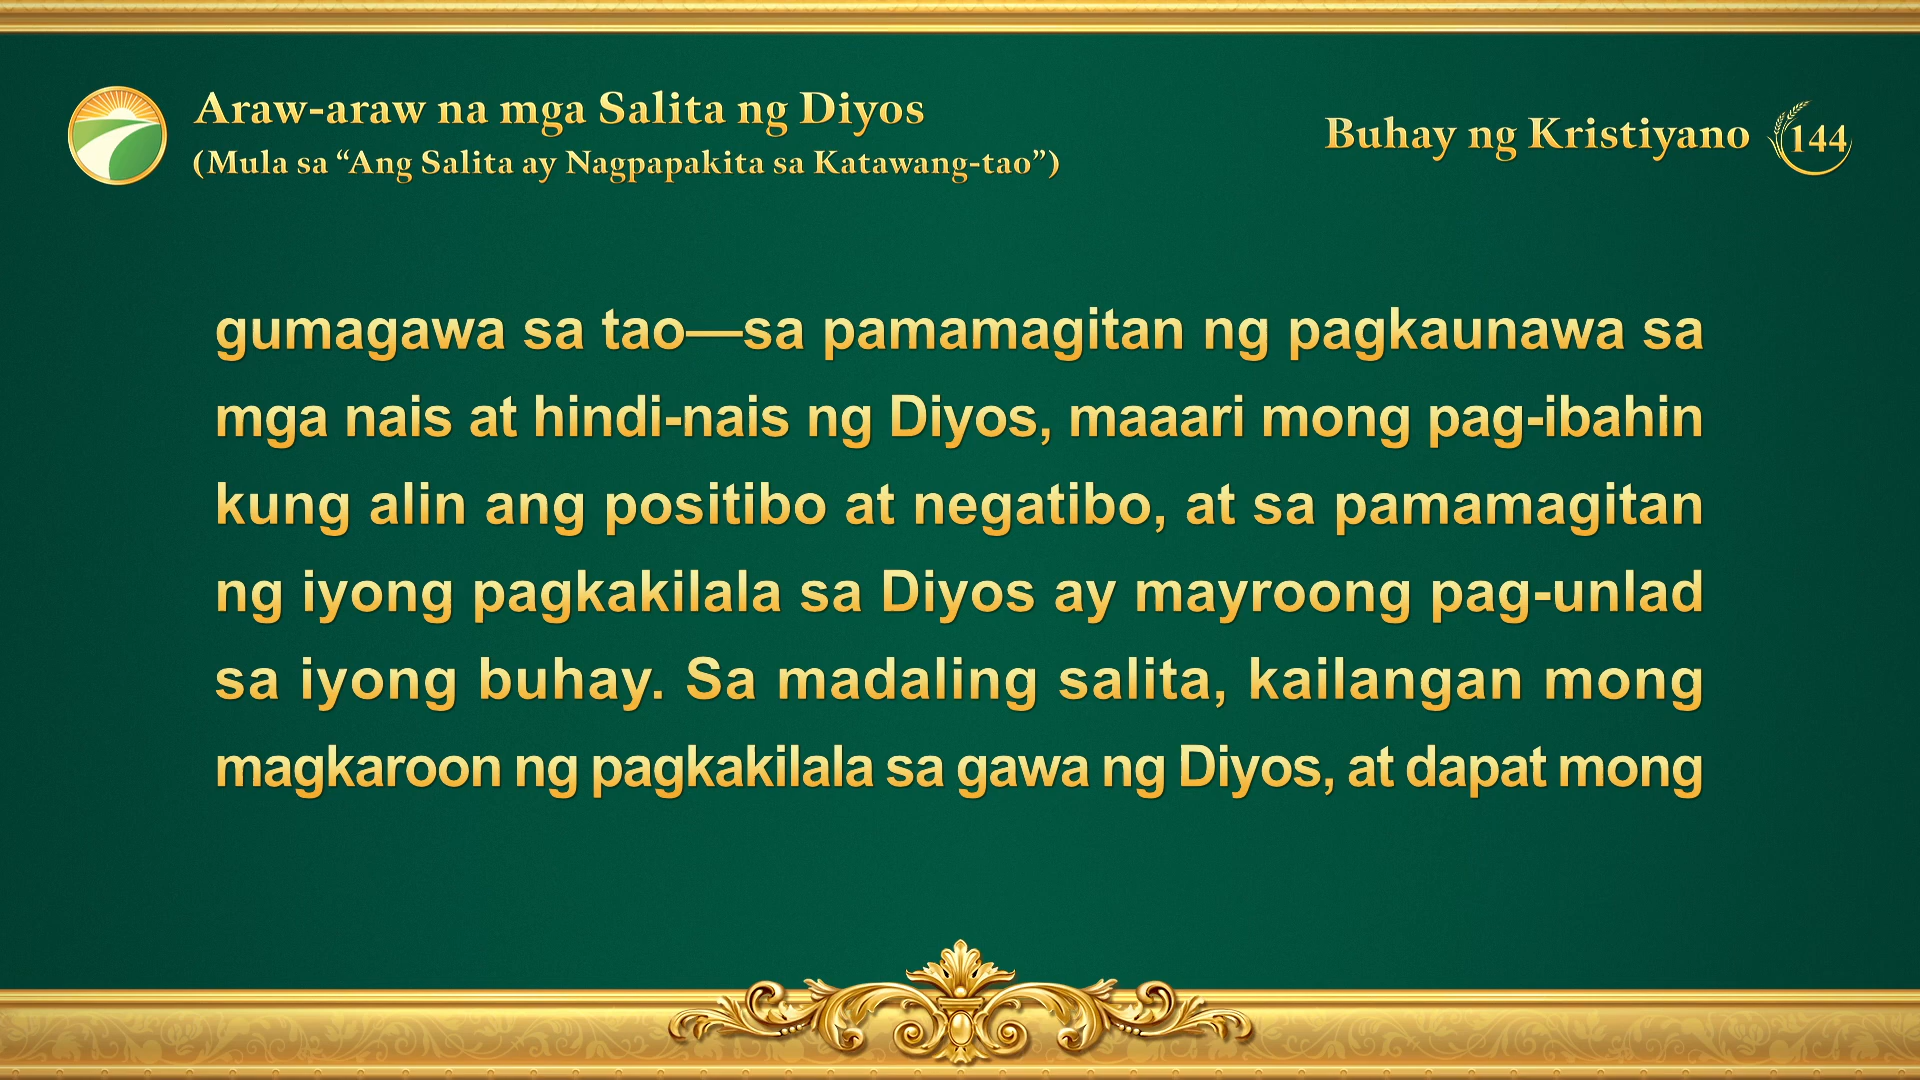 Araw-araw na mga Salita ng Diyos
(Mula sa “Ang Salita ay Nagpapakita sa Katawang-tao”)
Buhay ng Kristiyano 144
gumagawa sa tao—sa pamamagitan ng pagkaunawa sa
mga nais at hindi-nais ng Diyos, maaari mong pag-ibahin
kung alin ang positibo at negatibo, at sa pamamagitan
ng iyong pagkakilala sa Diyos ay mayroong pag-unlad
sa iyong buhay. Sa madaling salita, kailangan mong
magkaroon ng pagkakilala sa gawa ng Diyos, at dapat mong